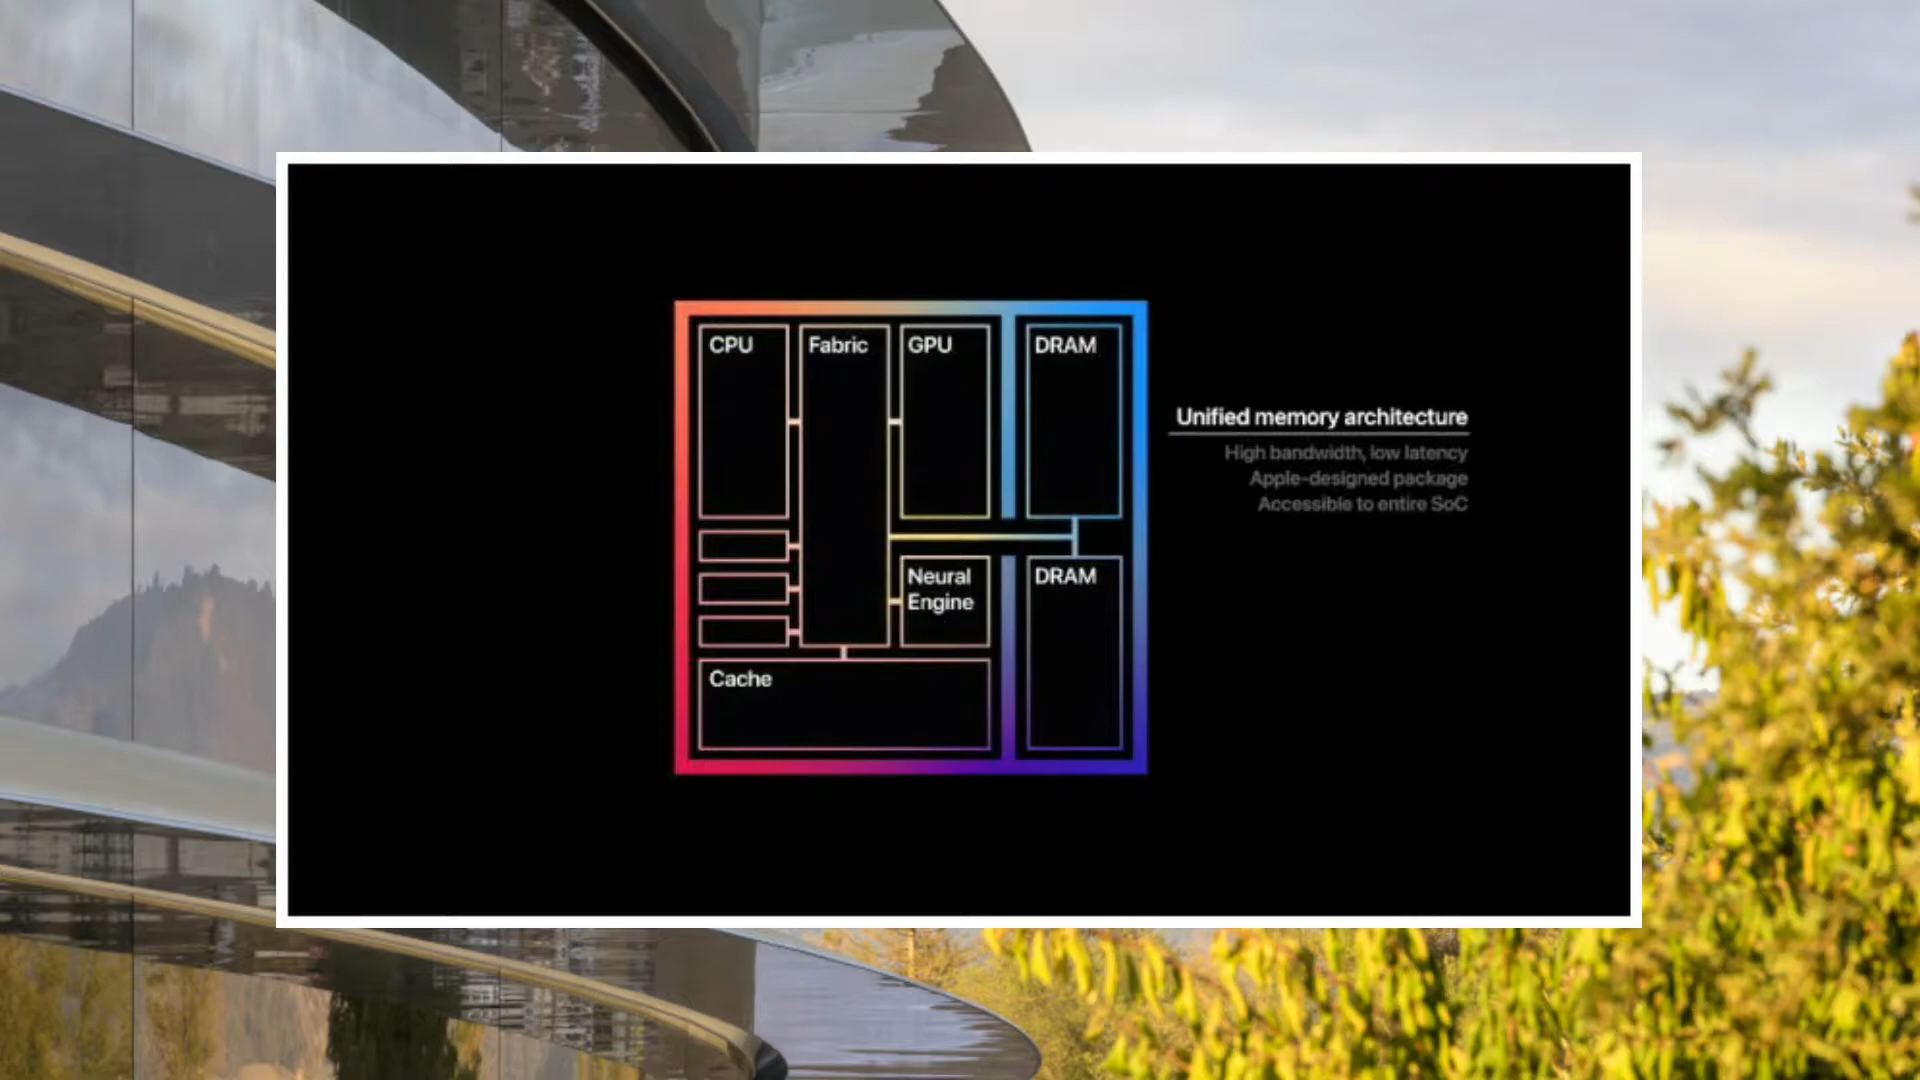 CPU
Fabric
GPU
DRAM
Unified memory architecture
High bandwidth, low latency
Apple-designed package
Accessible to entire SoC
Neural
Engine
DRAM
Cache